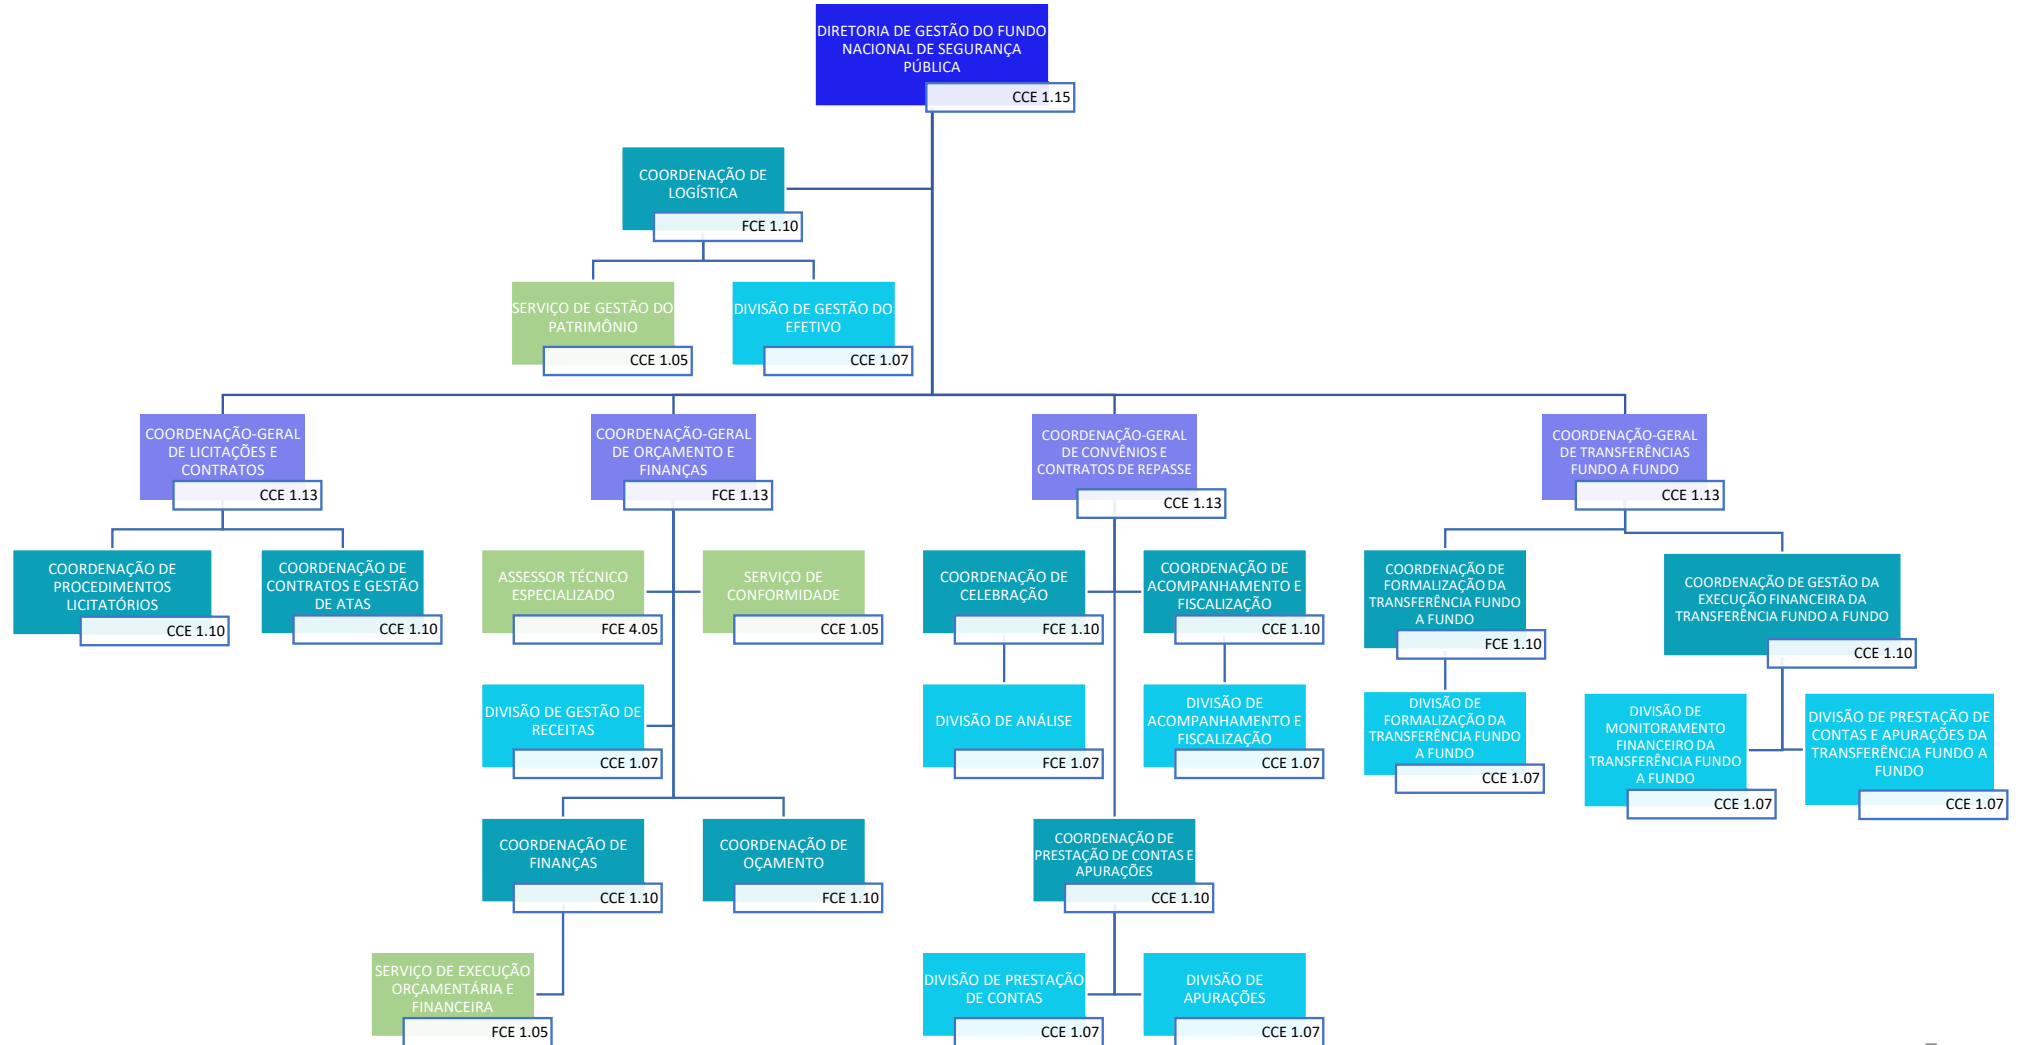 DIRETORIA DE GESTÃO DO FUNDO
NACIONAL DE SEGURANÇA
PÚBLICA
CCE 1.15
COORDENAÇÃO DE
LOGÍSTICA
FCE 1.10
SERVIÇO DE GESTÃO DO
PATRIMÔNIO
CCE 1.05
DIVISÃO DE GESTÃO DO
EFETIVO
CCE 1.07
COORDENAÇÃO-GERAL
DE LICITAÇÕES E
CONTRATOS
CCE 1.13
COORDENAÇÃO-GERAL
DE ORÇAMENTO E
FINANÇAS
FCE 1.13
COORDENAÇÃO-GERAL
DE CONVÊNIOS E
CONTRATOS DE REPASSE
CCE 1.13
COORDENAÇÃO-GERAL
DE TRANSFERÊNCIAS
FUNDO A FUNDO
CCE 1.13
COORDENAÇÃO DE
PROCEDIMENTOS
LICITATÓRIOS
CCE 1.10
COORDENAÇÃO DE
CONTRATOS E GESTÃO
DE ATAS
CCE 1.10
ASSESSOR TÉCNICO
ESPECIALIZADO
FCE 4.05
SERVIÇO DE
CONFORMIDADE
CCE 1.05
COORDENAÇÃO DE
CELEBRAÇÃO
FCE 1.10
COORDENAÇÃO DE
ACOMPANHAMENTO E
FISCALIZAÇÃO
CCE 1.10
COORDENAÇÃO DE
FORMALIZAÇÃO DA
TRANSFERÊNCIA FUNDO
A FUNDO
FCE 1.10
COORDENAÇÃO DE GESTÃO DA
EXECUÇÃO FINANCEIRA DA
TRANSFERÊNCIA FUNDO A FUNDO
CCE 1.10
DIVISÃO DE GESTÃO DE
RECEITAS
CCE 1.07
DIVISÃO DE ANÁLISE
FCE 1.07
DIVISÃO DE
ACOMPANHAMENTO E
FISCALIZAÇÃO
CCE 1.07
DIVISÃO DE
FORMALIZAÇÃO DA
TRANSFERÊNCIA FUNDO
A FUNDO
CCE 1.07
DIVISÃO DE
MONITORAMENTO
FINANCEIRO DA
TRANSFERÊNCIA FUNDO
A FUNDO
CCE 1.07
DIVISÃO DE PRESTAÇÃO DE
CONTAS E APURAÇÕES DA
TRANSFERÊNCIA FUNDO A
FUNDO
CCE 1.07
COORDENAÇÃO DE
FINANÇAS
CCE 1.10
COORDENAÇÃO DE
OÇAMENTO
FCE 1.10
COORDENAÇÃO DE
PRESTAÇÃO DE CONTAS E
APURAÇÕES
CCE 1.10
SERVIÇO DE EXECUÇÃO
ORÇAMENTÁRIA E
FINANCEIRA
FCE 1.05
DIVISÃO DE PRESTAÇÃO
DE CONTAS
CCE 1.07
DIVISÃO DE
APURAÇÕES
CCE 1.07